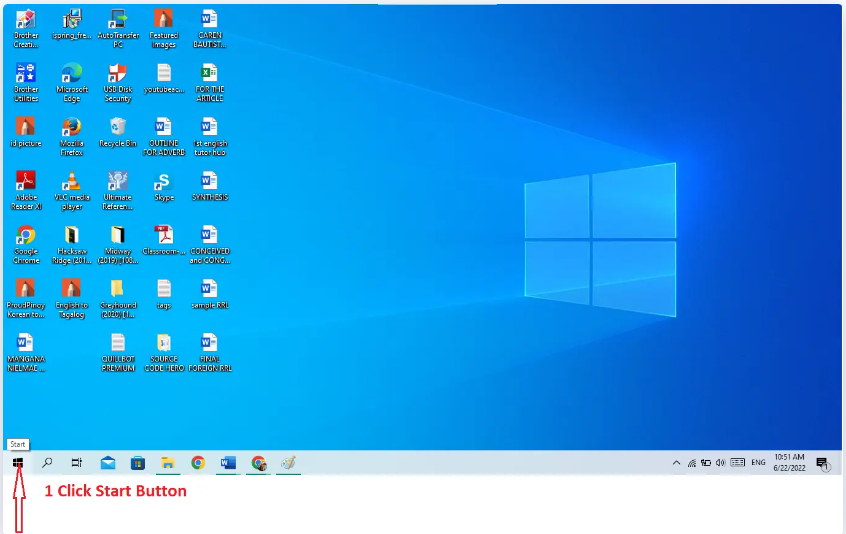 Brother Creati...
ispring_fre...
AutoTransfer PC
Featured Images
CAREN BAUTIST...
Brother Utilities
Microsoft Edge
USB Disk Security
youtubeac...
FOR THE ARTICLE
id picture
Mozilla Firefox
Recycle Bin
OUTLINE FOR ADVERB
1st english tutor hub
Adobe Reader XI
VLC media player
Ultimate Referen...
Skype
SYNTHESIS
Google Chrome
Hacksaw Ridge (201...
Midway (2019) [108...
Classroom-...
CONCEIVED and CONG...
ProudPinoy Korean to...
English to Tagalog
Greyhound (2020) [1...
tags
sample RRL
MANGANA NIELMAE ...
QUILLBOT PREMIUM
SOURCE CODE HERO
FINAL FOREIGN RRL
Start
ENG
10:51 AM
6/22/2022
1
1 Click Start Button